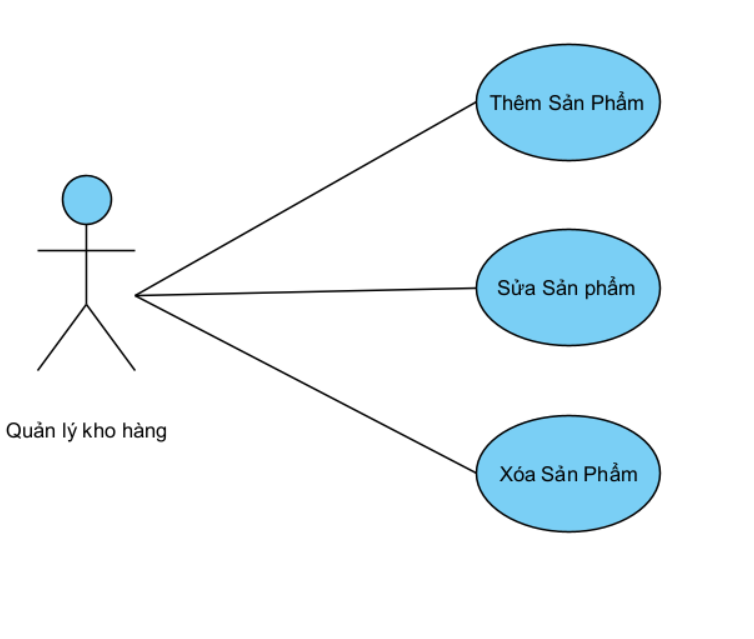 Thêm Sản Phẩm
Sửa Sản phẩm
Quản lý kho hàng
Xóa Sản Phẩm